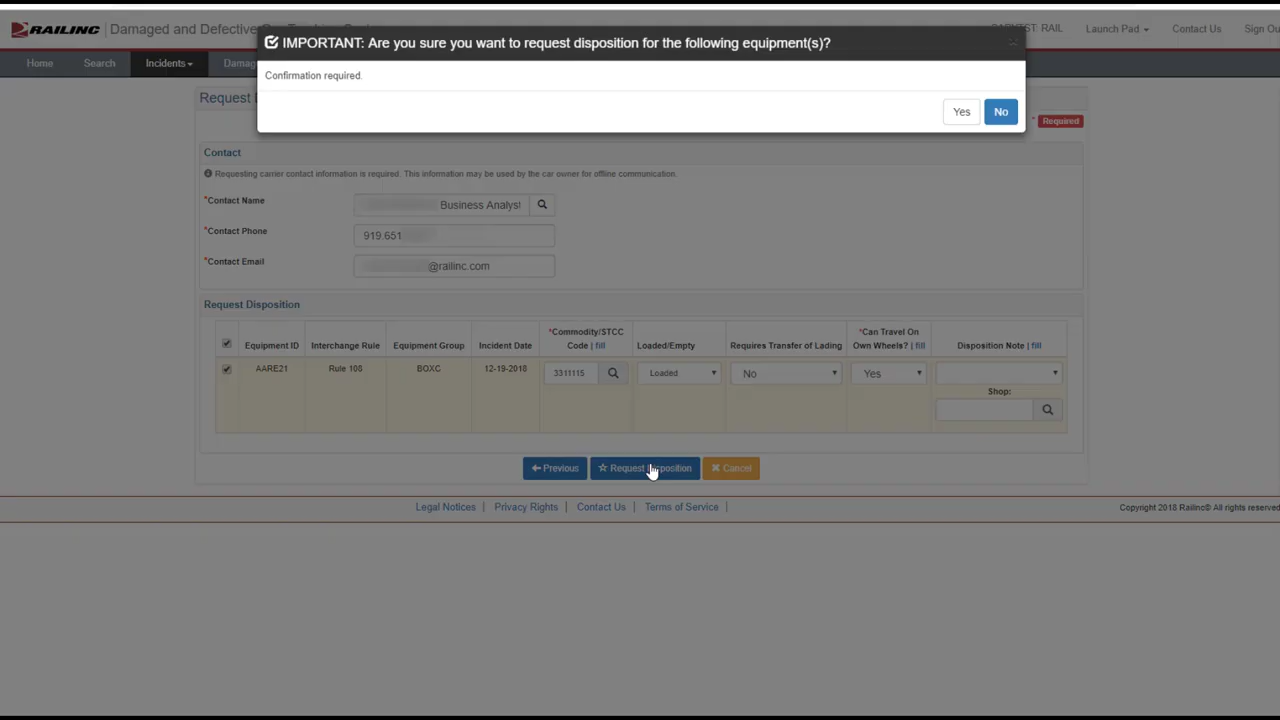 RAILINC Damaged and Defective
RAIL Launch Pad Contact Us Sign Ou
IMPORTANT: Are you sure you want to request disposition for the following equipment(s)?
Home Search Incidents Damag
Confirmation required.
Yes No
Request
* Required
Contact
Requesting carrier contact information is required. This information may be used by the car owner for offline communication.
*Contact Name Business Analyst
*Contact Phone 919.651
*Contact Email @railinc.com
Request Disposition
Equipment ID Interchange Rule Equipment Group Incident Date *Commodity/STCC Code | fill Loaded/Empty Requires Transfer of Lading *Can Travel On Own Wheels? | fill Disposition Note | fill
AARE21 Rule 108 BOXC 12-19-2018 3311115 Loaded No Yes
Shop:
Previous Request Disposition Cancel
Legal Notices | Privacy Rights | Contact Us | Terms of Service |
Copyright 2018 Railinc® All rights reserved